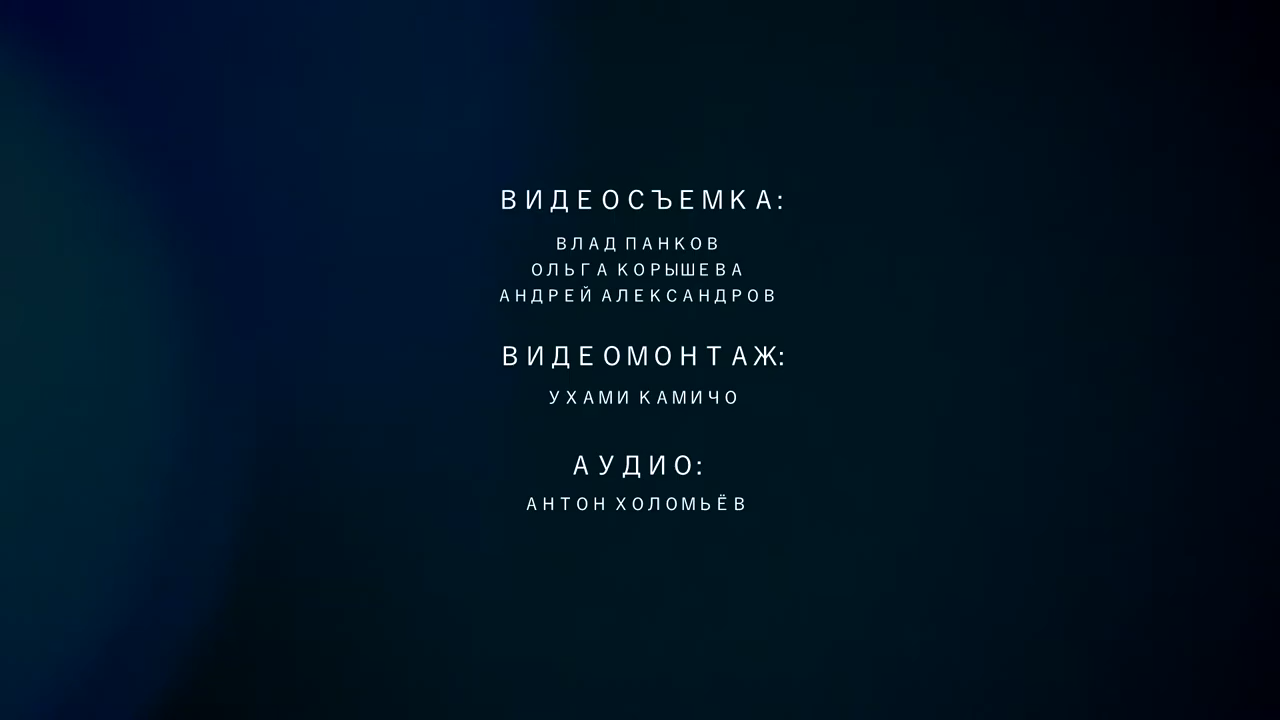 ВИДЕОСЪЕМКА:
ВЛАД ПАНКОВ
ОЛЬГА КОРЫШЕВА
АНДРЕЙ АЛЕКСАНДРОВ
ВИДЕОМОНТАЖ:
УХАМИ КАМИЧО
АУДИО:
АНТОН ХОЛОМЬЁВ